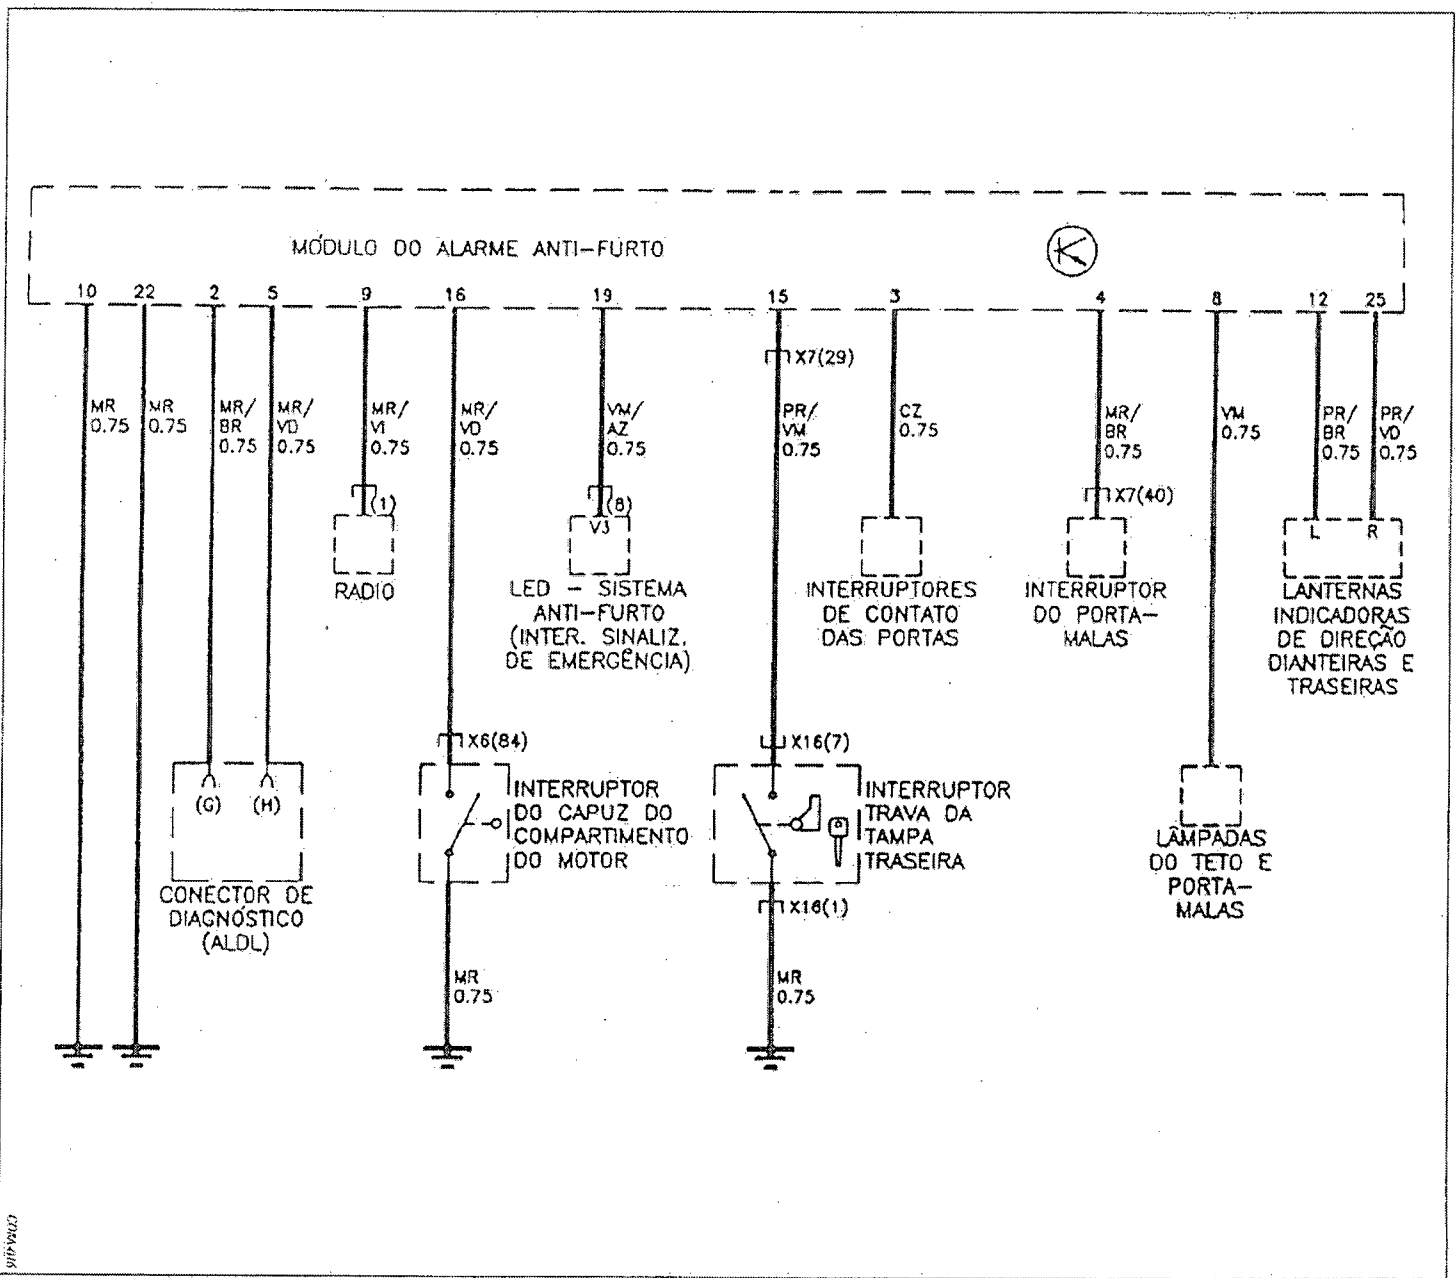 MÓDULO DO ALARME ANTI-FURTO
10 22 2 5 9 16 19 15 3 4 8 12 25
X7(29)
MR
0.75
MR
0.75
MR/
BR
0.75
MR/
VD
0.75
MR/
VI
0.75
MR/
VD
0.75
VM/
AZ
0.75
PR/
VM
0.75
CZ
0.75
MR/
BR
0.75
VM
0.75
PR/
BR
0.75
PR/
VD
0.75
(1)
RADIO
(8)
V3
LED - SISTEMA
ANTI-FURTO
(INTER. SINALIZ.
DE EMERGÊNCIA)
INTERRUPTORES
DE CONTATO
DAS PORTAS
X7(40)
INTERRUPTOR
DO PORTA-
MALAS
L R
LANTERNAS
INDICADORAS
DE DIREÇÃO
DIANTEIRAS E
TRASEIRAS
(G) (H)
CONECTOR DE
DIAGNÓSTICO
(ALDL)
X6(84)
INTERRUPTOR
DO CAPUZ DO
COMPARTIMENTO
DO MOTOR
MR
0.75
X16(7)
INTERRUPTOR
TRAVA DA
TAMPA
TRASEIRA
X16(1)
MR
0.75
LÂMPADAS
DO TETO E
PORTA-
MALAS